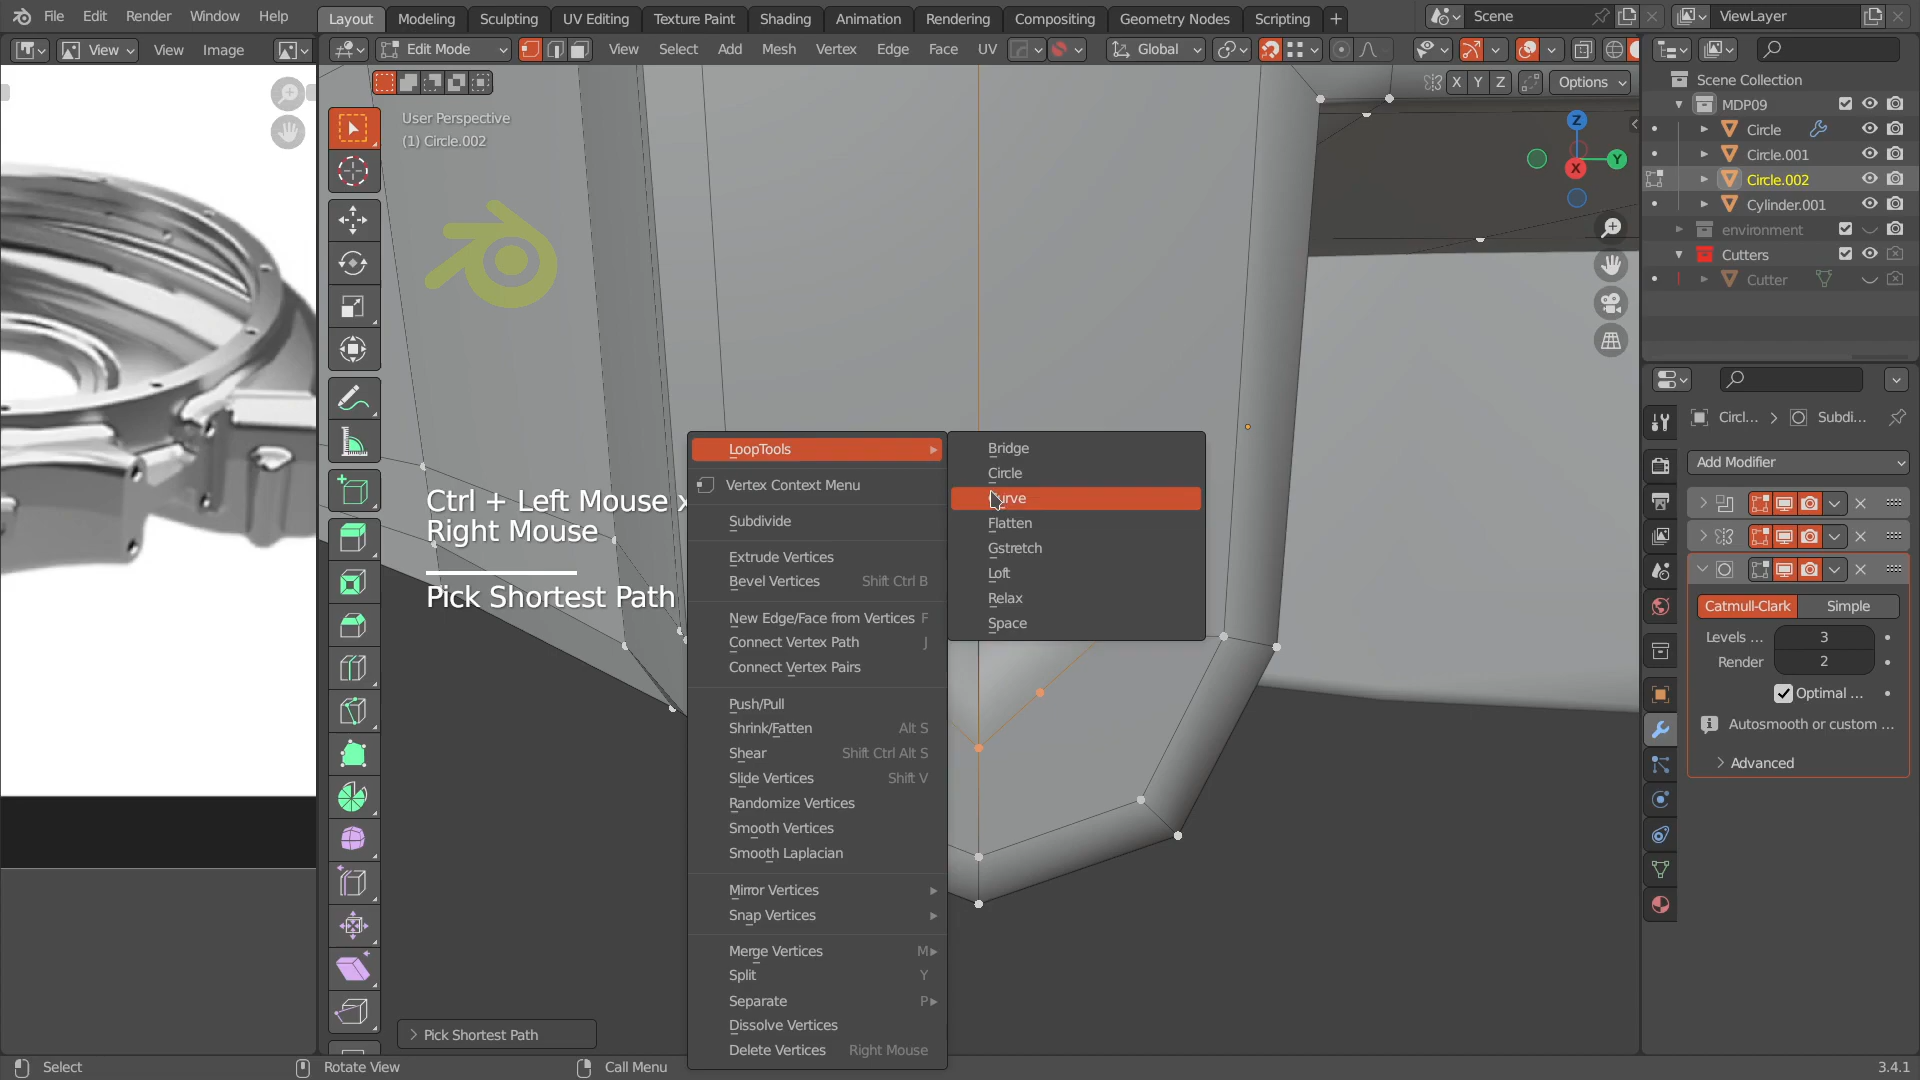 File Edit Render Window Help
Layout Modeling Sculpting UV Editing Texture Paint Shading Animation Rendering Compositing Geometry Nodes Scripting +
Scene
ViewLayer
View View Image
Edit Mode View Select Add Mesh Vertex Edge Face UV Global
X Y Z Options
User Perspective
(1) Circle.002
Z
Y
X
Ctrl + Left Mouse x
Right Mouse
Pick Shortest Path
LoopTools
Vertex Context Menu
Subdivide
Extrude Vertices
Bevel Vertices Shift Ctrl B
New Edge/Face from Vertices F
Connect Vertex Path J
Connect Vertex Pairs
Push/Pull
Shrink/Fatten Alt S
Shear Shift Ctrl Alt S
Slide Vertices Shift V
Randomize Vertices
Smooth Vertices
Smooth Laplacian
Mirror Vertices
Snap Vertices
Merge Vertices M
Split Y
Separate P
Dissolve Vertices
Delete Vertices Right Mouse
Bridge
Circle
Curve
Flatten
Gstretch
Loft
Relax
Space
Pick Shortest Path
Scene Collection
MDP09
Circle
Circle.001
Circle.002
Cylinder.001
environment
Cutters
Cutter
Circl... Subdi...
Add Modifier
Catmull-Clark Simple
Levels ... 3
Render 2
Optimal ...
Autosmooth or custom ...
Advanced
Select Rotate View Call Menu 3.4.1